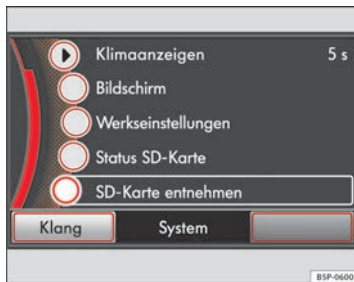 Klimaanzeigen 5 s
Bildschirm
Werkseinstellungen
Status SD-Karte
SD-Karte entnehmen
Klang System
B5P-0600